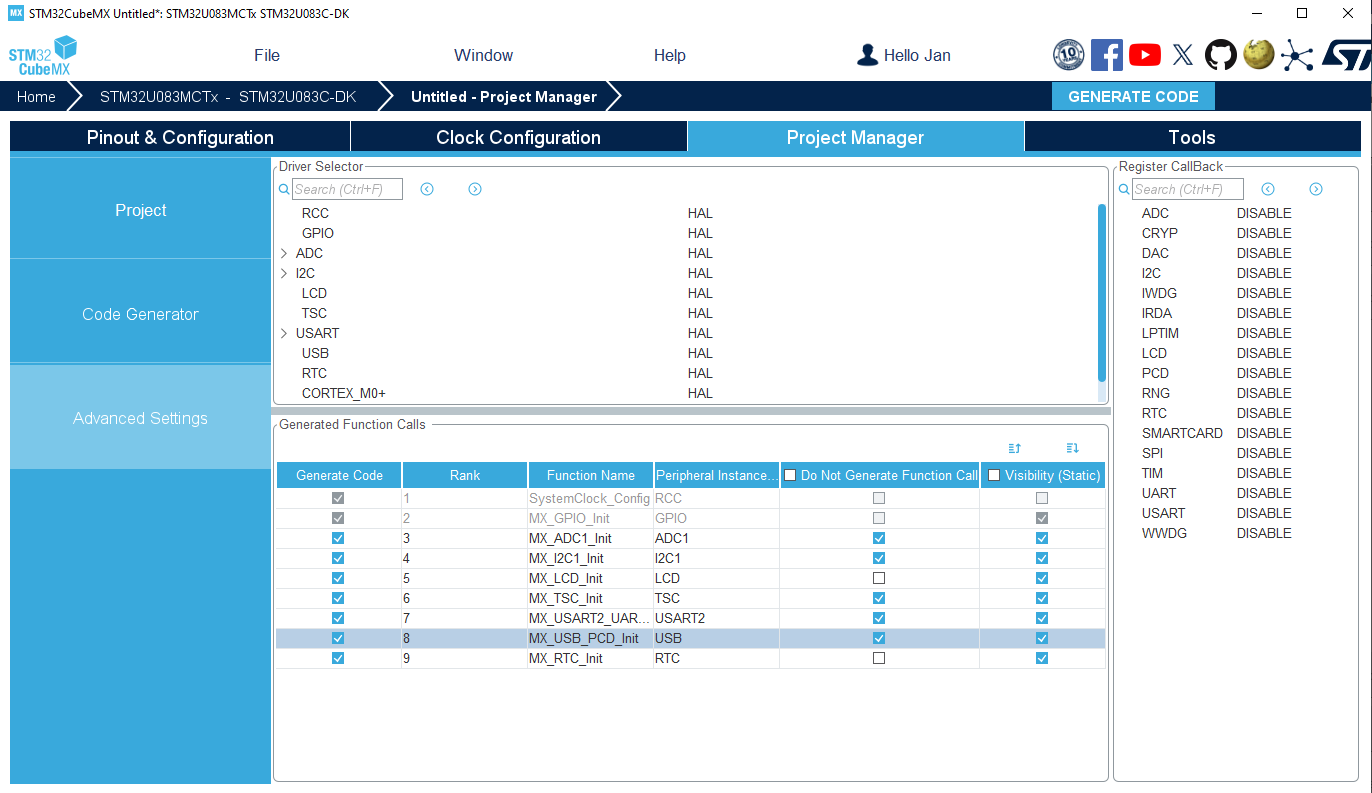 MX STM32CubeMX Untitled*: STM32U083MCTx STM32U083C-DK
STM32 CubeMX File Window Help Hello Jan 10 ST
Home STM32U083MCTx - STM32U083C-DK Untitled - Project Manager GENERATE CODE
Pinout & Configuration Clock Configuration Project Manager Tools
Project
Code Generator
Advanced Settings
Driver Selector
Search (Ctrl+F)
RCC HAL
GPIO HAL
ADC HAL
I2C HAL
LCD HAL
TSC HAL
USART HAL
USB HAL
RTC HAL
CORTEX_M0+ HAL
Generated Function Calls
Generate Code Rank Function Name Peripheral Instance... Do Not Generate Function Call Visibility (Static)
1 SystemClock_Config RCC
2 MX_GPIO_Init GPIO
3 MX_ADC1_Init ADC1
4 MX_I2C1_Init I2C1
5 MX_LCD_Init LCD
6 MX_TSC_Init TSC
7 MX_USART2_UAR... USART2
8 MX_USB_PCD_Init USB
9 MX_RTC_Init RTC
Register CallBack
Search (Ctrl+F)
ADC DISABLE
CRYP DISABLE
DAC DISABLE
I2C DISABLE
IWDG DISABLE
IRDA DISABLE
LPTIM DISABLE
LCD DISABLE
PCD DISABLE
RNG DISABLE
RTC DISABLE
SMARTCARD DISABLE
SPI DISABLE
TIM DISABLE
UART DISABLE
USART DISABLE
WWDG DISABLE